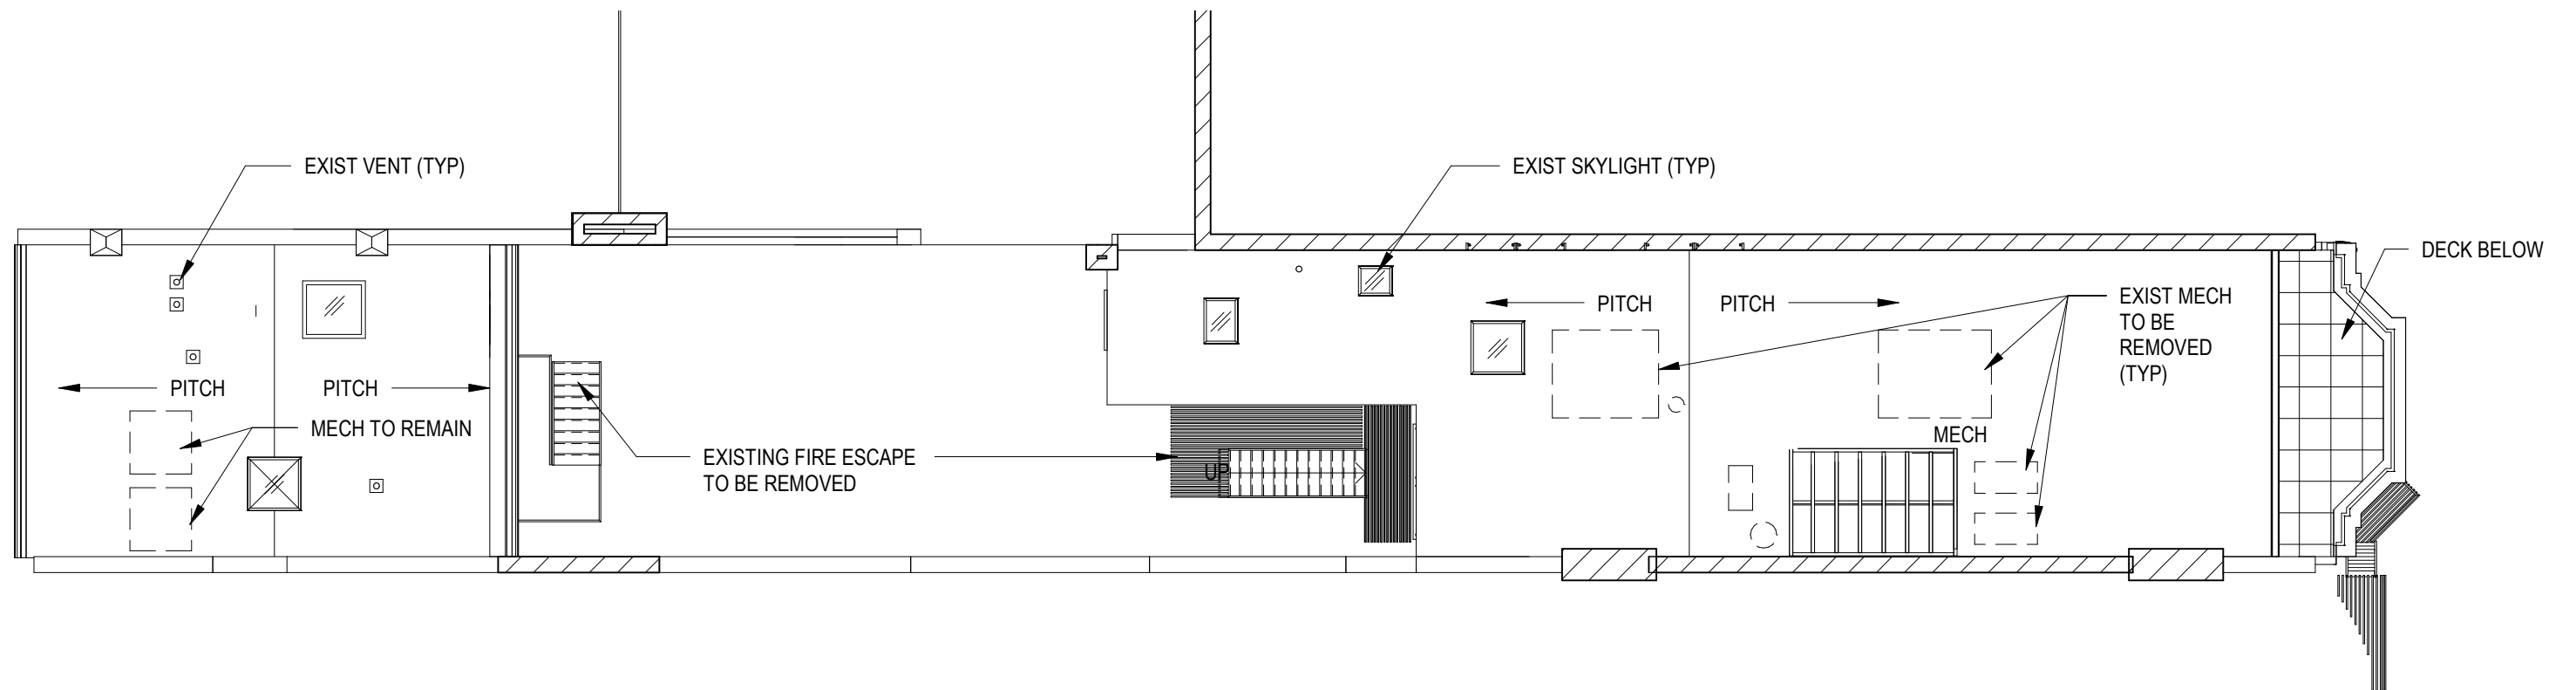 EXIST VENT (TYP)
EXIST SKYLIGHT (TYP)
DECK BELOW
PITCH
PITCH
EXIST MECH
TO BE
REMOVED
(TYP)
PITCH
PITCH
MECH TO REMAIN
MECH
EXISTING FIRE ESCAPE
TO BE REMOVED
UP